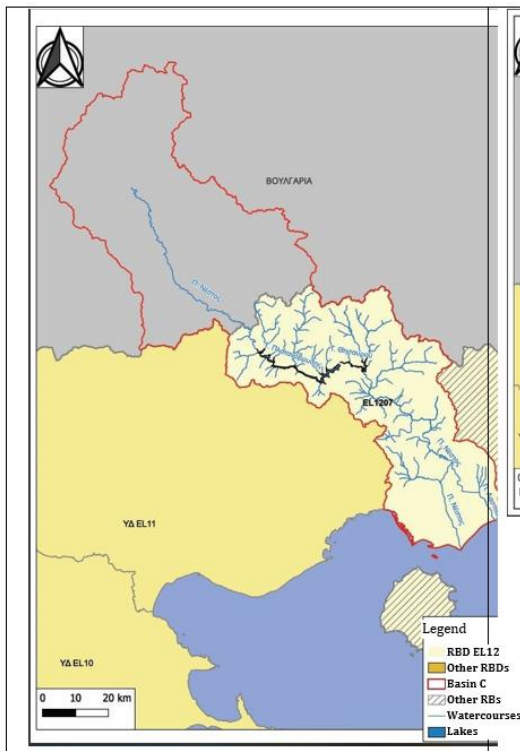 ΒΟΥΛΓΑΡΙΑ
Π. Νέστος
EL1207
Π. Νέστος
Π. Νέστος
ΥΔ EL11
ΥΔ EL10
0 10 20 km
Legend
RBD EL12
Other RBDs
Basin C
Other RBs
Watercourses
Lakes